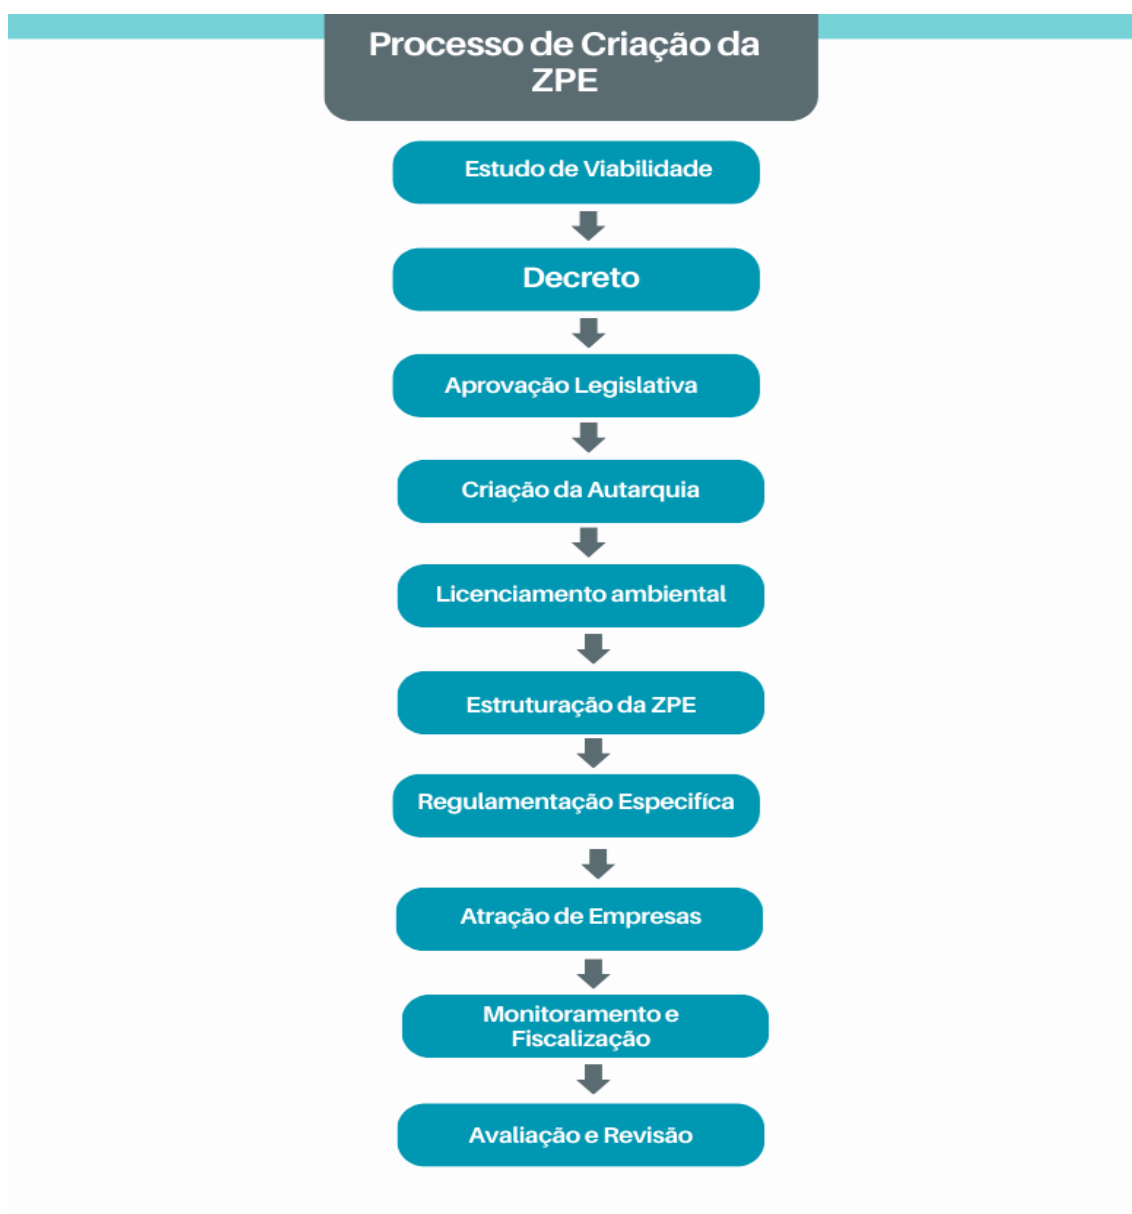 Processo de Criação da
ZPE
Estudo de Viabilidade
Decreto
Aprovação Legislativa
Criação da Autarquia
Licenciamento ambiental
Estruturação da ZPE
Regulamentação Especifíca
Atração de Empresas
Monitoramento e
Fiscalização
Avaliação e Revisão